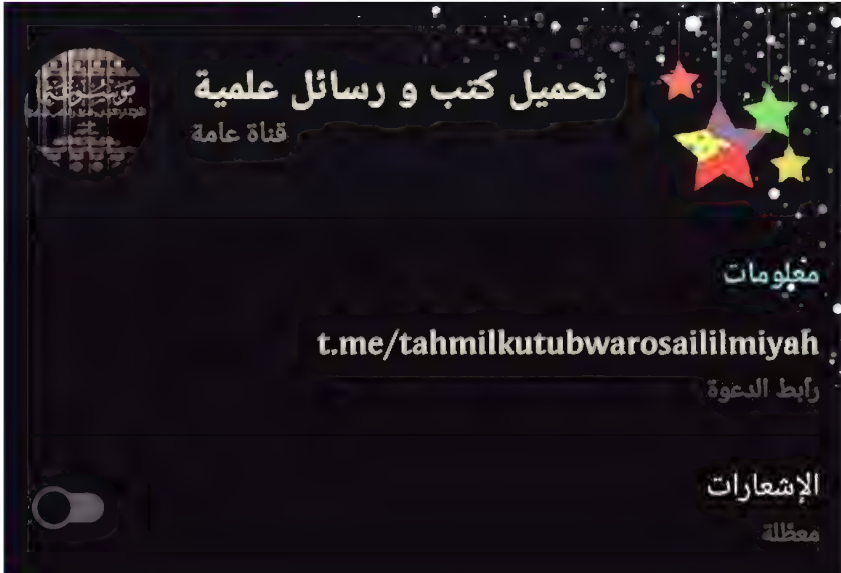 تحميل كتب و رسائل علمية
قناة عامة
معلومات
t.me/tahmilkutubwarosaililmiyah
رابط الدعوة
الإشعارات
معطلة